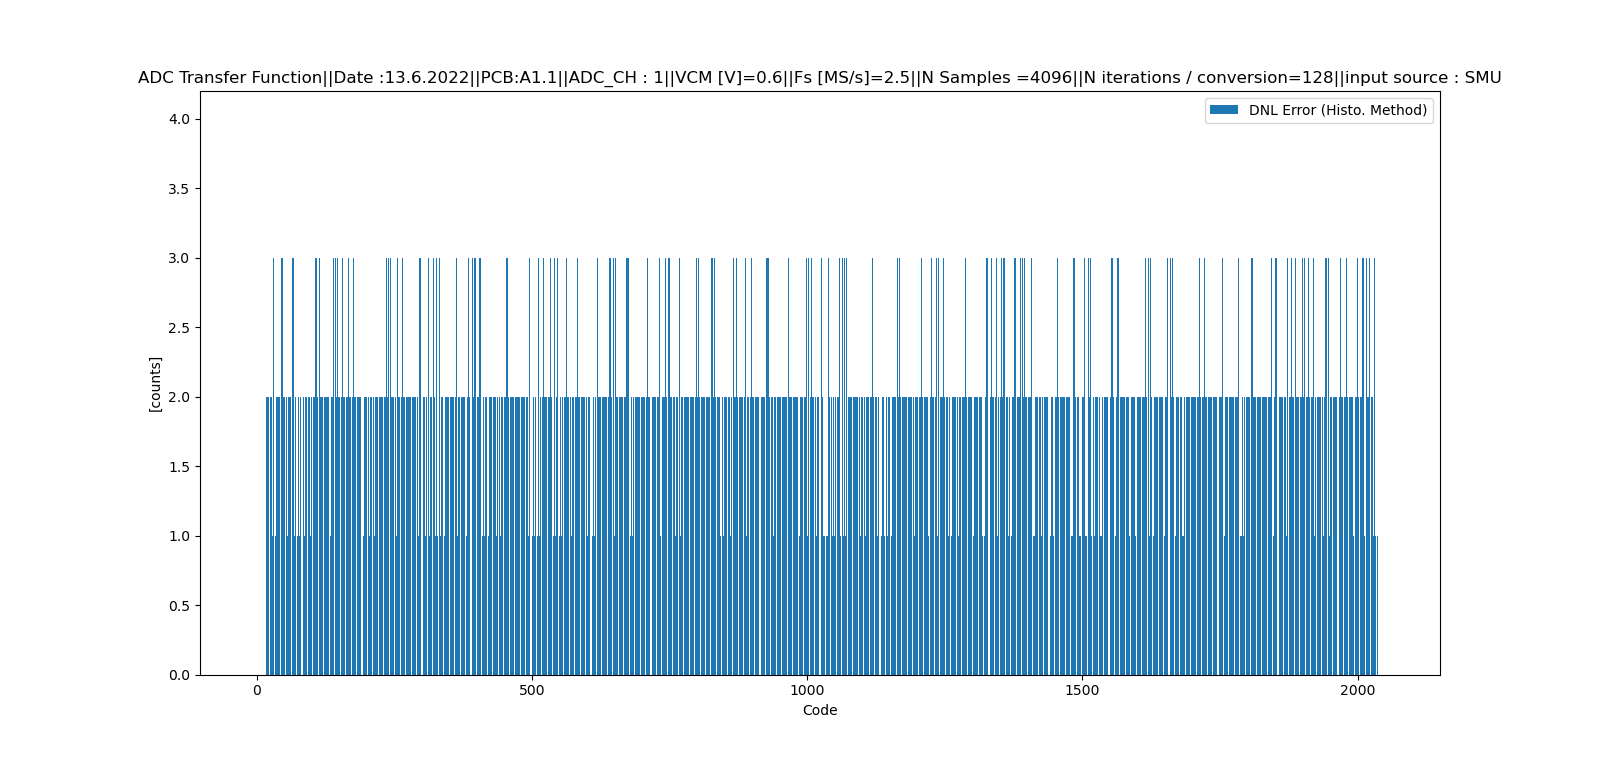 ADC Transfer Function||Date :13.6.2022||PCB:A1.1||ADC_CH : 1||VCM [V]=0.6||Fs [MS/s]=2.5||N Samples =4096||N iterations / conversion=128||input source : SMU
DNL Error (Histo. Method)
4.0
3.5
3.0
2.5
[counts]
2.0
1.5
1.0
0.5
0.0
0 500 1000 1500 2000
Code